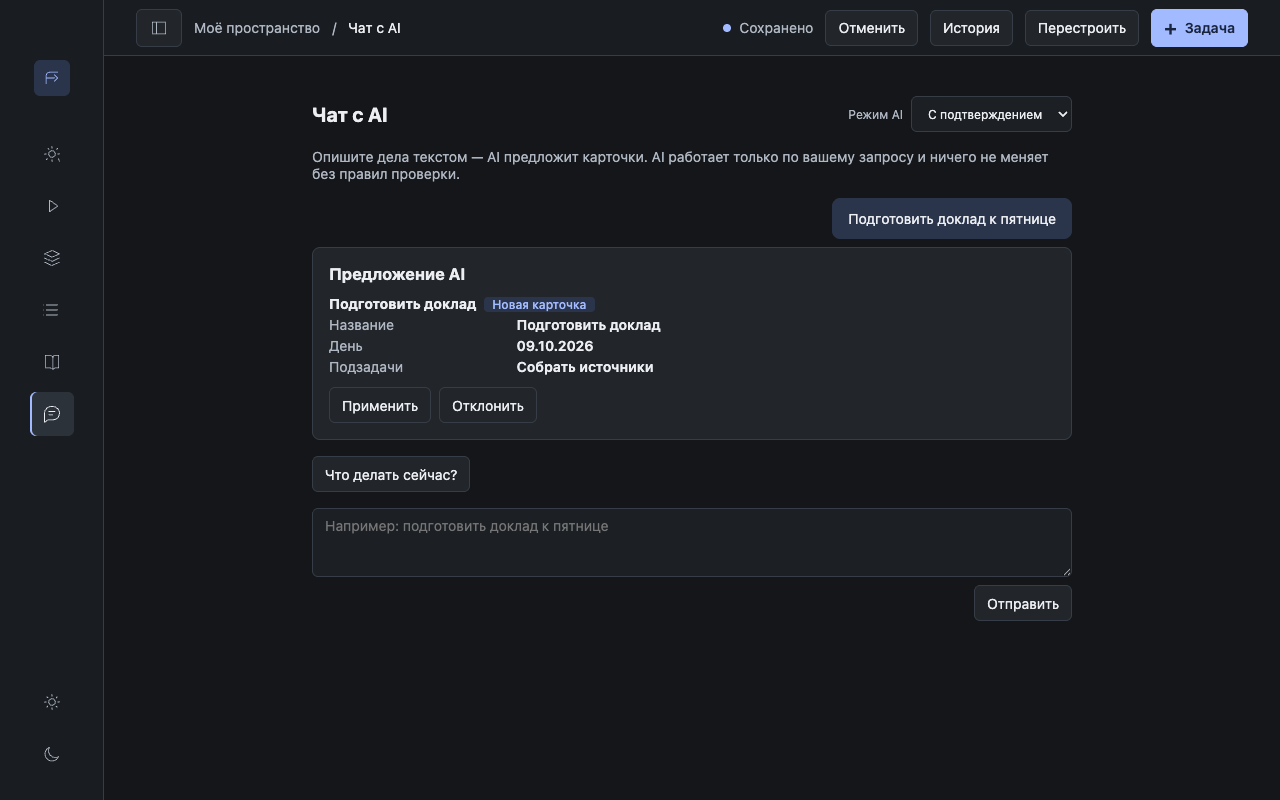 Моё пространство / Чат с AI
Сохранено
Отменить
История
Перестроить
+ Задача
Чат с AI
Режим AI
С подтверждением
Опишите дела текстом — AI предложит карточки. AI работает только по вашему запросу и ничего не меняет
без правил проверки.
Подготовить доклад к пятнице
Предложение AI
Подготовить доклад Новая карточка
Название Подготовить доклад
День 09.10.2026
Подзадачи Собрать источники
Применить
Отклонить
Что делать сейчас?
Например: подготовить доклад к пятнице
Отправить